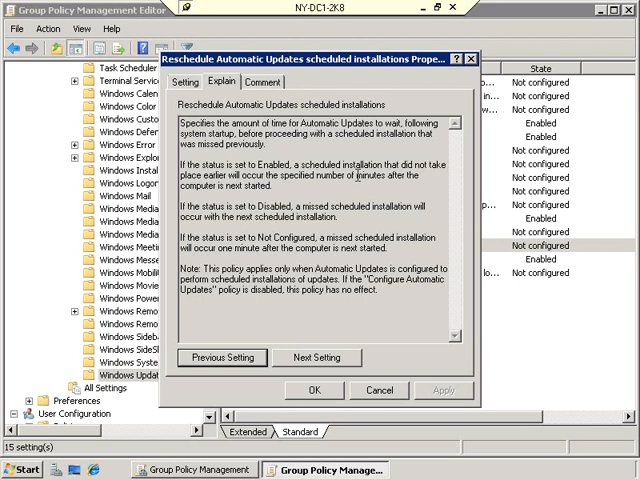 Group Policy Management Editor
NY-DC1-2K8
File Action View Help
Task Scheduler
Terminal Servic
Windows Calen
Windows Color
Windows Custo
Windows Defen
Windows Error
Windows Explo
Windows Instal
Windows Logon
Windows Mail
Windows Media
Windows Media
Windows Media
Windows Meetin
Windows Messe
Windows Mobilit
Windows Movie
Windows Power
Windows Remo
Windows Remo
Windows Sideba
Windows SideSh
Windows Syste
Windows Updat
All Settings
Preferences
User Configuration
Reschedule Automatic Updates scheduled installations Prope...
Setting Explain Comment
Reschedule Automatic Updates scheduled installations
Specifies the amount of time for Automatic Updates to wait, following
system startup, before proceeding with a scheduled installation that
was missed previously.
If the status is set to Enabled, a scheduled installation that did not take
place earlier will occur the specified number of minutes after the
computer is next started.
If the status is set to Disabled, a missed scheduled installation will
occur with the next scheduled installation.
If the status is set to Not Configured, a missed scheduled installation
will occur one minute after the computer is next started.
Note: This policy applies only when Automatic Updates is configured to
perform scheduled installations of updates. If the "Configure Automatic
Updates" policy is disabled, this policy has no effect.
Previous Setting Next Setting
OK Cancel Apply
State
Not configured
Not configured
Not configured
Enabled
Enabled
Not configured
Not configured
Not configured
Not configured
Not configured
Enabled
Not configured
Not configured
Enabled
Not configured
Extended Standard
15 setting(s)
Start Group Policy Management Group Policy Manage...